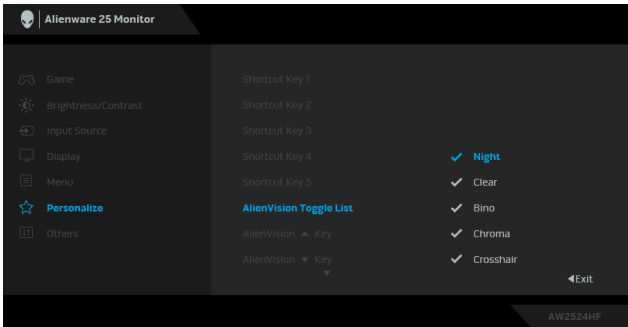 Alienware 25 Monitor
Game
Brightness/Contrast
Input Source
Display
Menu
Personalize
Others
Shortcut Key 1
Shortcut Key 2
Shortcut Key 3
Shortcut Key 4
Shortcut Key 5
AlienVision Toggle List
AlienVision ▲ Key
AlienVision ▼ Key
Night
Clear
Bino
Chroma
Crosshair
Exit
AW2524HF